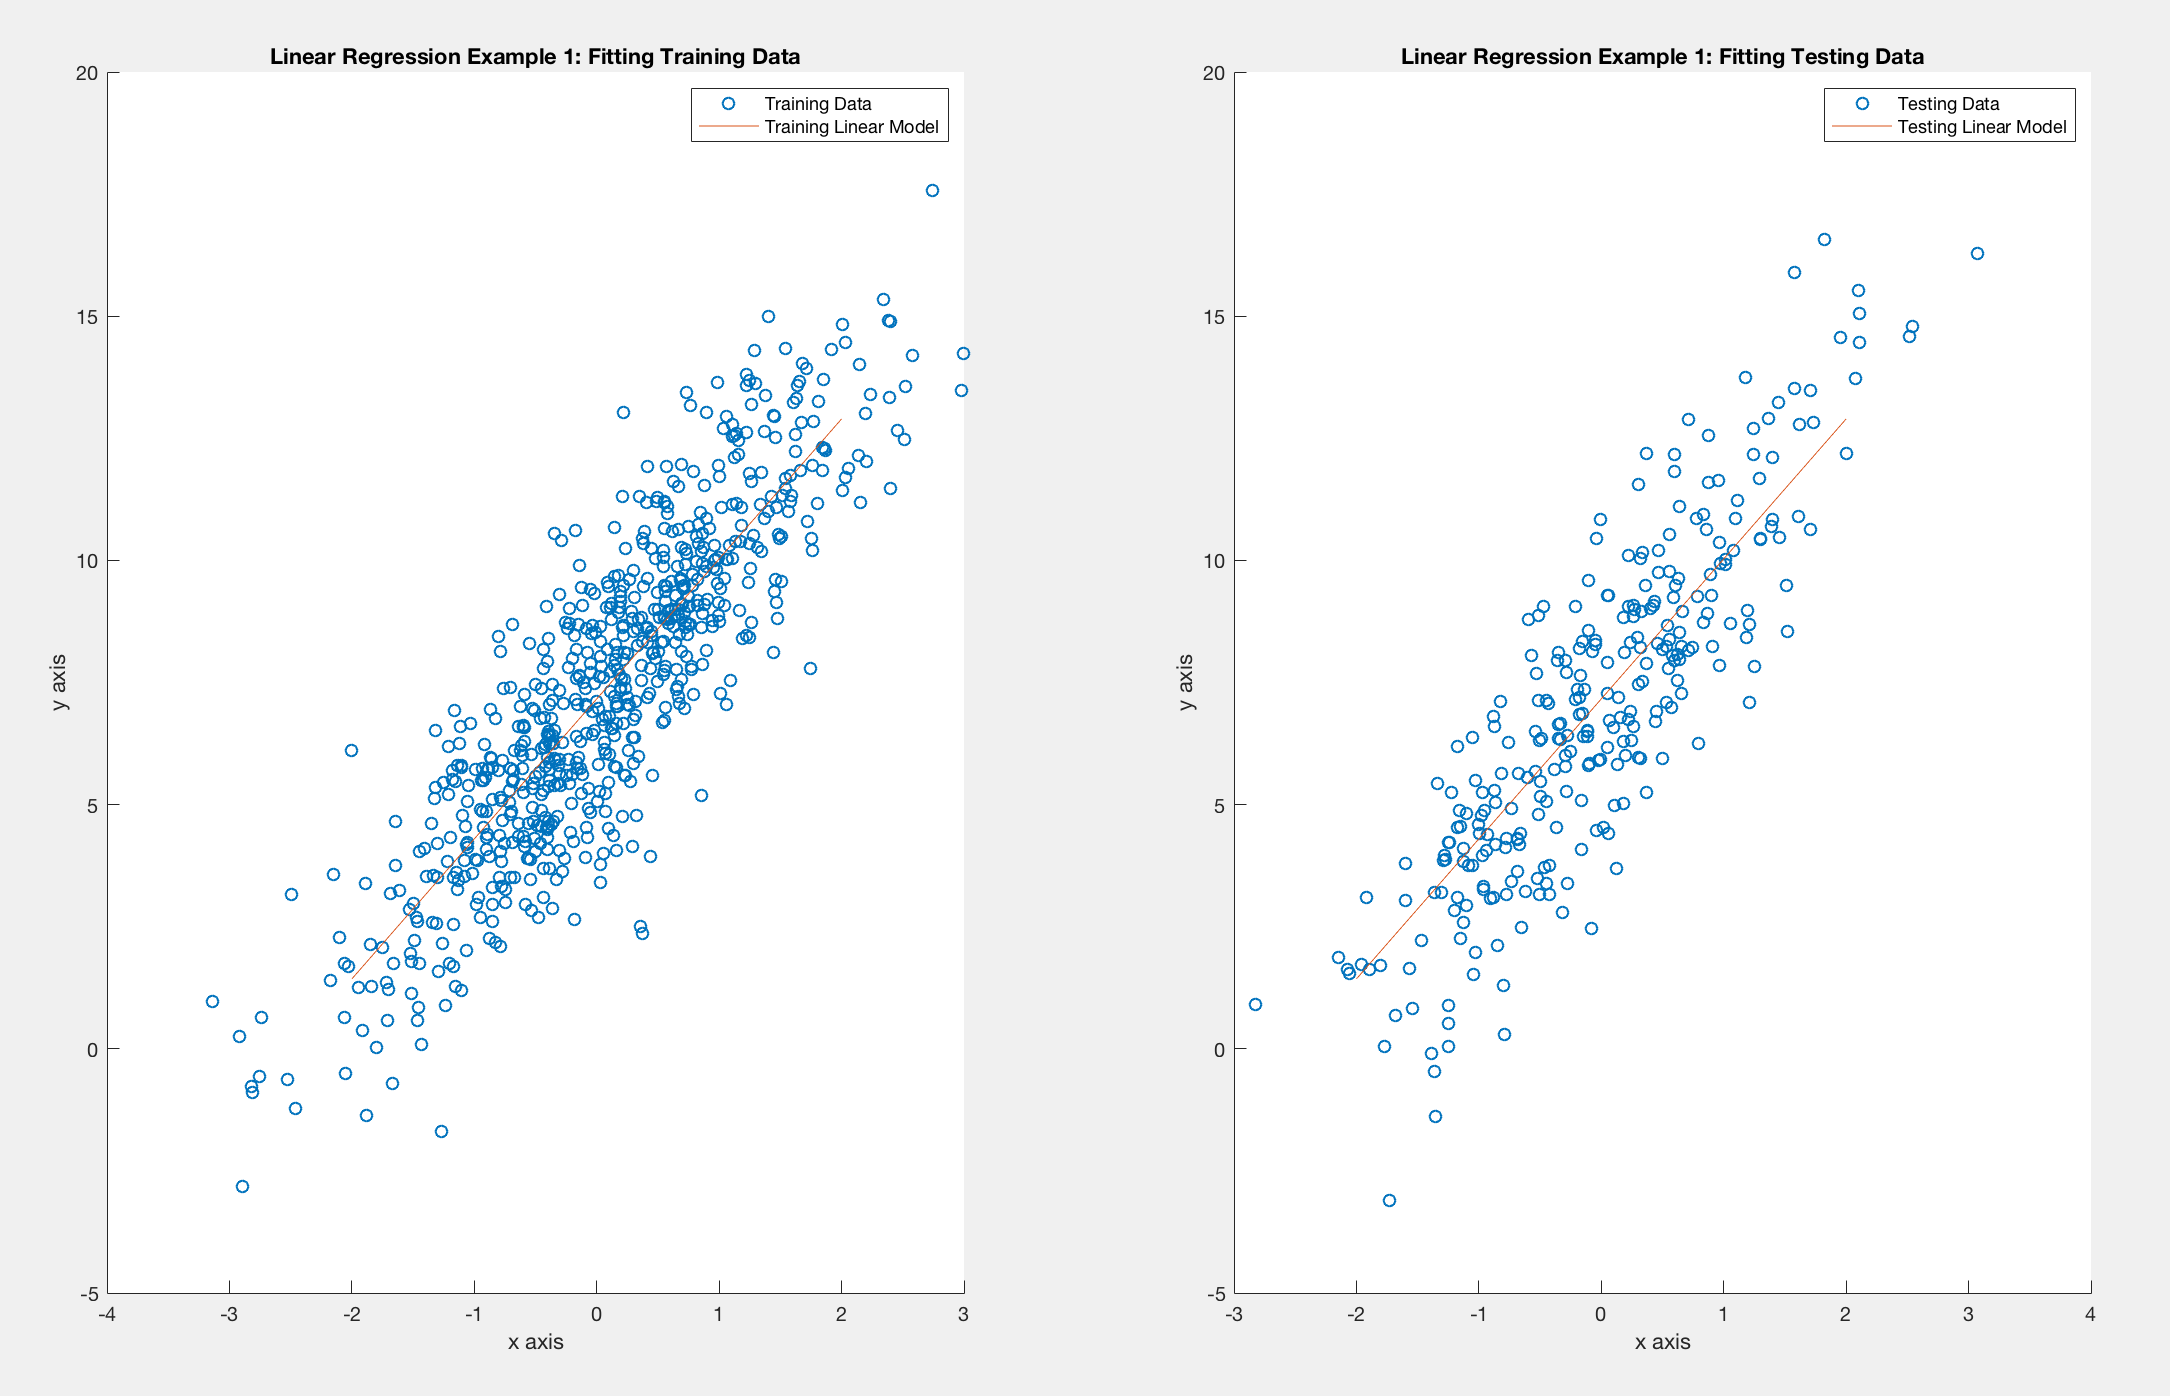 Linear Regression Example 1: Fitting Training Data
20
15
10
5
0
-5
-4
-3
-2
-1
0
1
2
3
x axis
y axis
Training Data
Training Linear Model
Linear Regression Example 1: Fitting Testing Data
20
15
10
5
0
-5
-3
-2
-1
0
1
2
3
4
x axis
y axis
Testing Data
Testing Linear Model